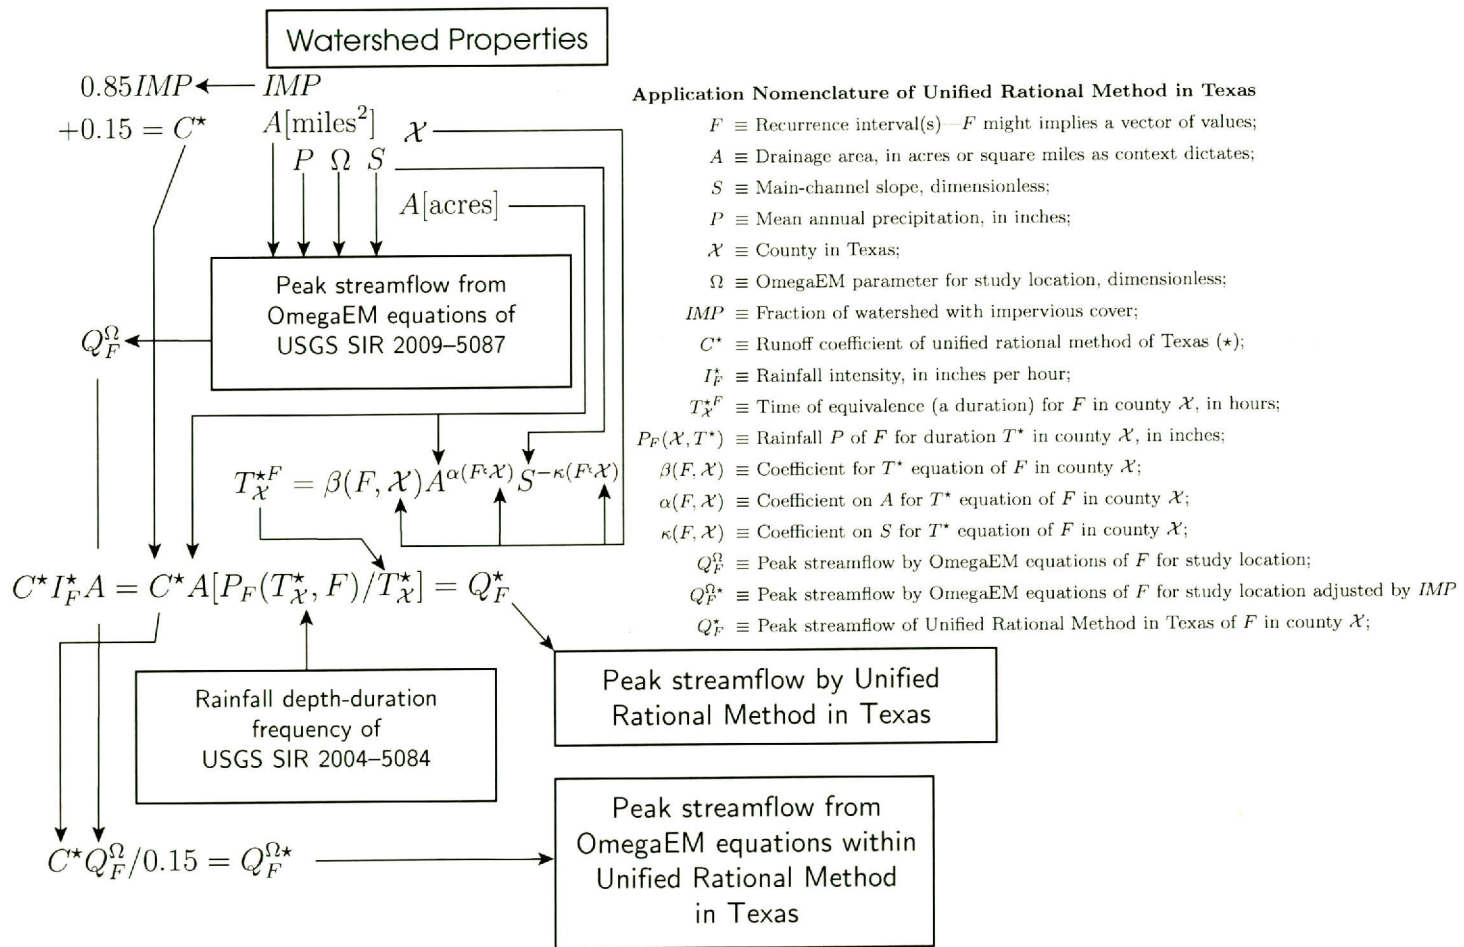 Watershed Properties
0.85IMP ← IMP
+0.15 = C⋆
A[miles²]
𝒳
P Ω S
A[acres]
Peak streamflow from
OmegaEM equations of
USGS SIR 2009–5087
Q_F^Ω
T_𝒳^{⋆F} = β(F, 𝒳)A^{α(F,𝒳)}S^{−κ(F,𝒳)}
C⋆I_F^⋆A = C⋆A[P_F(T_𝒳^⋆, F)/T_𝒳^⋆] = Q_F^⋆
Rainfall depth-duration
frequency of
USGS SIR 2004–5084
Peak streamflow by Unified
Rational Method in Texas
C⋆Q_F^Ω/0.15 = Q_F^{Ω⋆}
Peak streamflow from
OmegaEM equations within
Unified Rational Method
in Texas
Application Nomenclature of Unified Rational Method in Texas
F ≡ Recurrence interval(s)—F might implies a vector of values;
A ≡ Drainage area, in acres or square miles as context dictates;
S ≡ Main-channel slope, dimensionless;
P ≡ Mean annual precipitation, in inches;
𝒳 ≡ County in Texas;
Ω ≡ OmegaEM parameter for study location, dimensionless;
IMP ≡ Fraction of watershed with impervious cover;
C⋆ ≡ Runoff coefficient of unified rational method of Texas (⋆);
I_F^⋆ ≡ Rainfall intensity, in inches per hour;
T_𝒳^{⋆F} ≡ Time of equivalence (a duration) for F in county 𝒳, in hours;
P_F(𝒳, T⋆) ≡ Rainfall P of F for duration T⋆ in county 𝒳, in inches;
β(F, 𝒳) ≡ Coefficient for T⋆ equation of F in county 𝒳;
α(F, 𝒳) ≡ Coefficient on A for T⋆ equation of F in county 𝒳;
κ(F, 𝒳) ≡ Coefficient on S for T⋆ equation of F in county 𝒳;
Q_F^Ω ≡ Peak streamflow by OmegaEM equations of F for study location;
Q_F^{Ω⋆} ≡ Peak streamflow by OmegaEM equations of F for study location adjusted by IMP
Q_F^⋆ ≡ Peak streamflow of Unified Rational Method in Texas of F in county 𝒳;